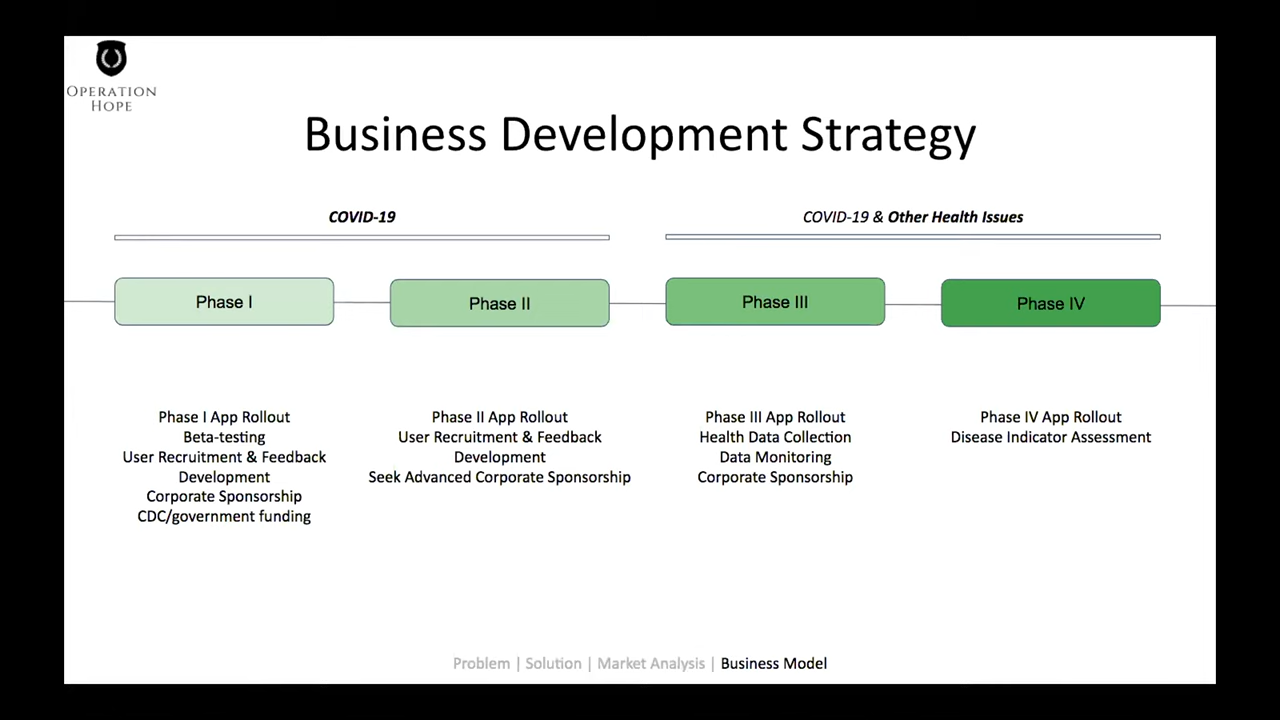 OPERATION
HOPE
Business Development Strategy
COVID-19
COVID-19 & Other Health Issues
Phase I
Phase II
Phase III
Phase IV
Phase I App Rollout
Beta-testing
User Recruitment & Feedback
Development
Corporate Sponsorship
CDC/government funding
Phase II App Rollout
User Recruitment & Feedback
Development
Seek Advanced Corporate Sponsorship
Phase III App Rollout
Health Data Collection
Data Monitoring
Corporate Sponsorship
Phase IV App Rollout
Disease Indicator Assessment
Problem | Solution | Market Analysis | Business Model